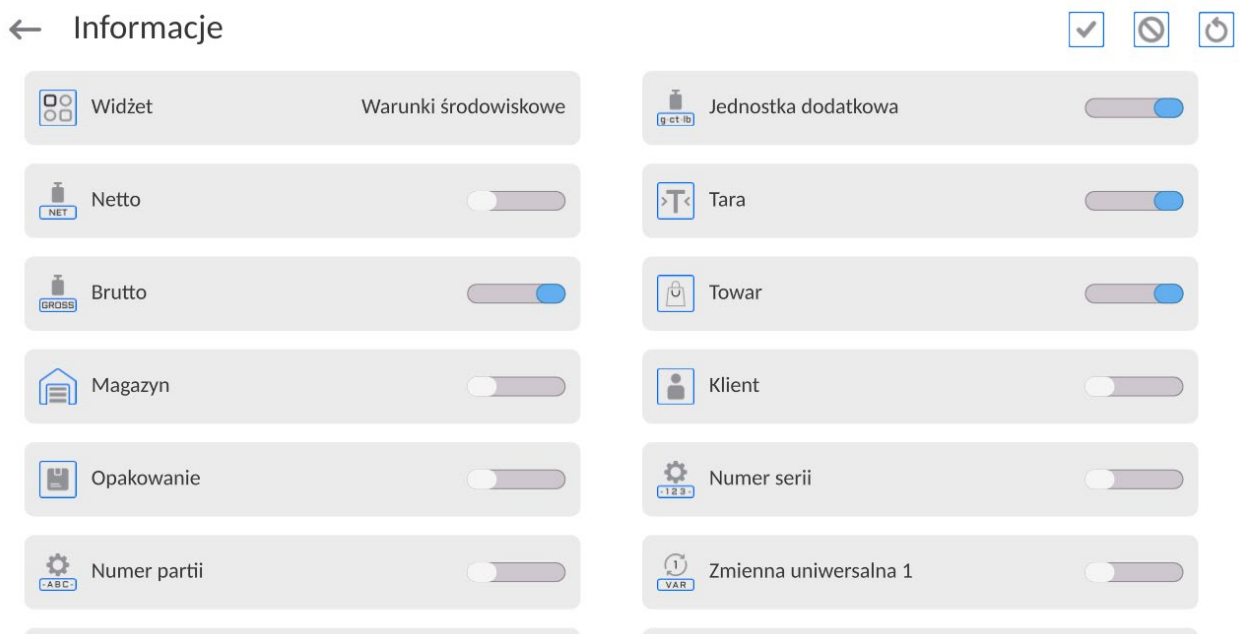 Informacje
Widżet Warunki środowiskowe
g·ct·lb Jednostka dodatkowa
NET Netto
>T< Tara
GROSS Brutto
Towar
Magazyn
Klient
Opakowanie
-123- Numer serii
-ABC- Numer partii
1 VAR Zmienna uniwersalna 1